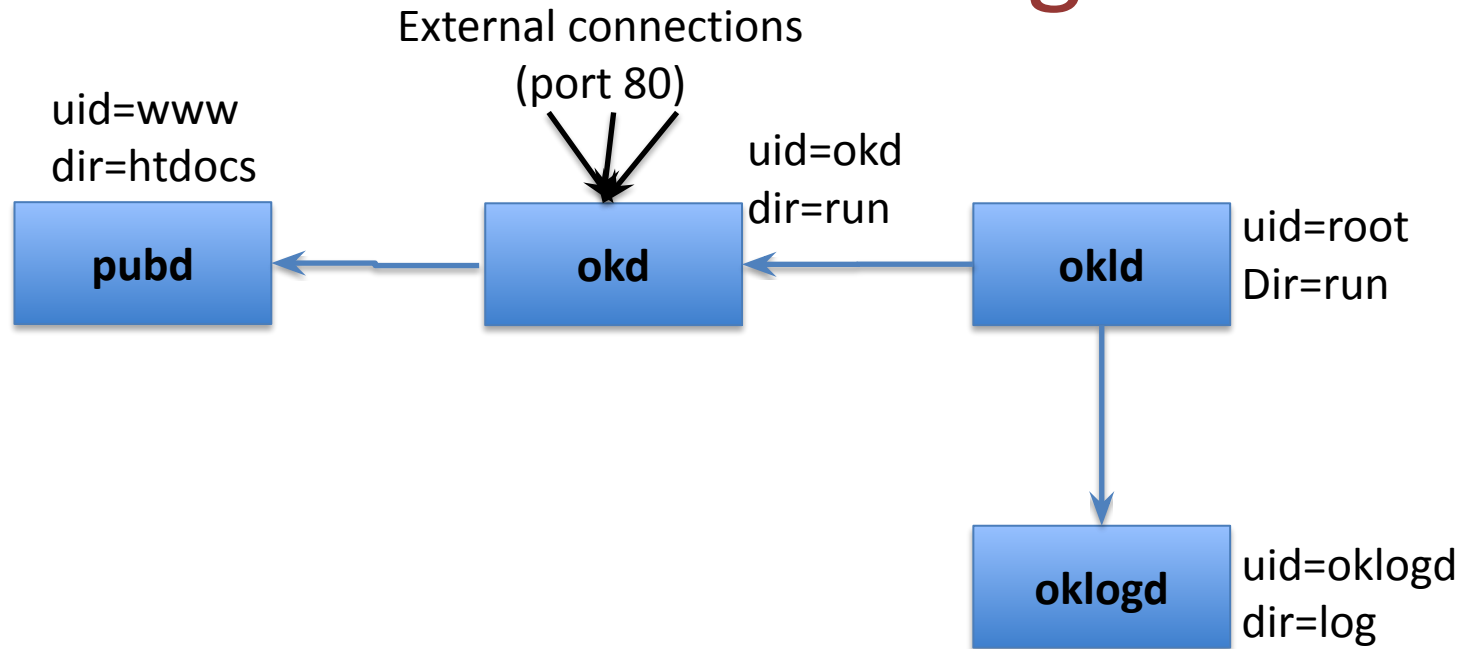 External connections
(port 80)
uid=www
dir=htdocs
uid=okd
dir=run
pubd
okd
okld
uid=root
Dir=run
oklogd
uid=oklogd
dir=log